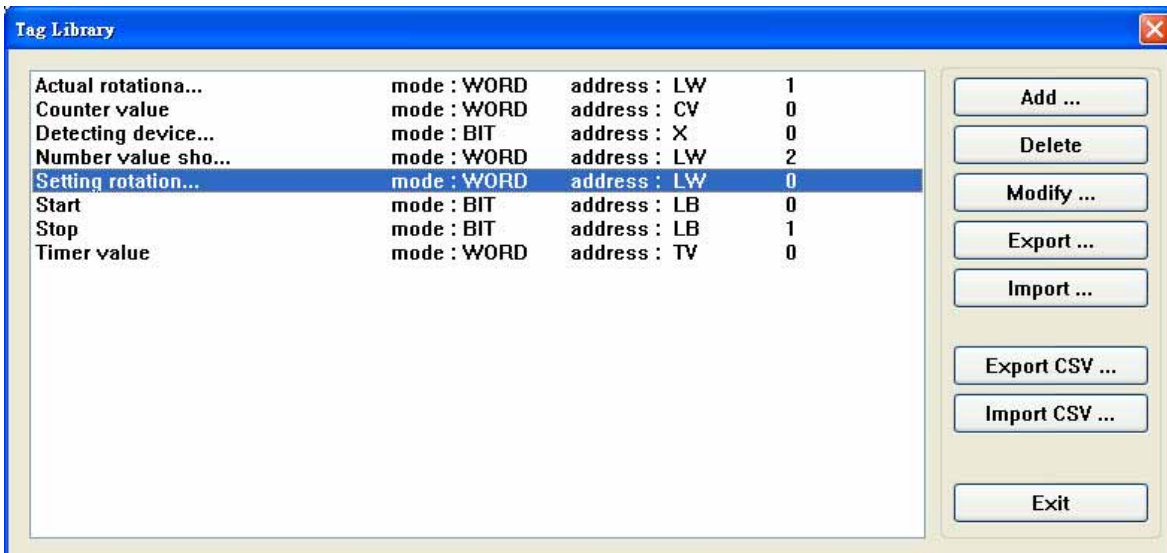 Tag Library
Actual rotationa... mode : WORD address : LW 1
Counter value mode : WORD address : CV 0
Detecting device... mode : BIT address : X 0
Number value sho... mode : WORD address : LW 2
Setting rotation... mode : WORD address : LW 0
Start mode : BIT address : LB 0
Stop mode : BIT address : LB 1
Timer value mode : WORD address : TV 0
Add ...
Delete
Modify ...
Export ...
Import ...
Export CSV ...
Import CSV ...
Exit